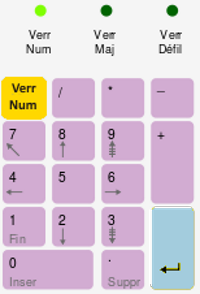 Verr Verr Verr
Num Maj Défil
Verr
Num
/ * –
7 8 9
+
4 5 6
1 2 3
Fin
0 .
Inser Suppr